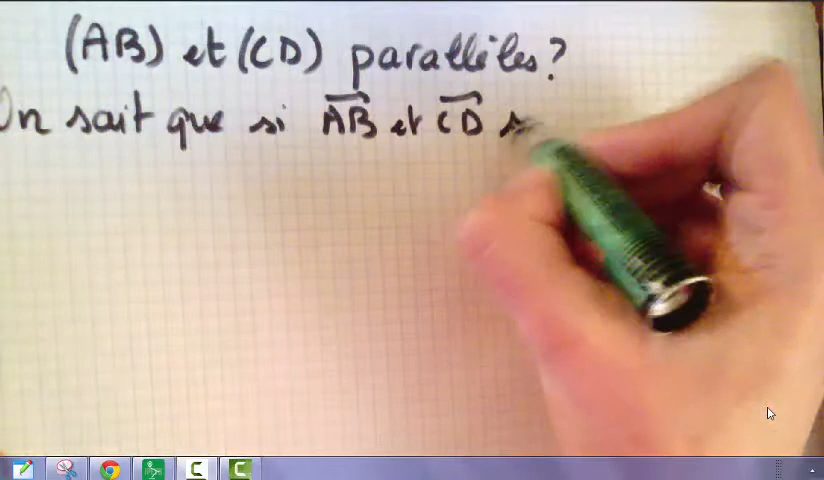 (AB) et (CD) parallèles?
On sait que si AB et CD s